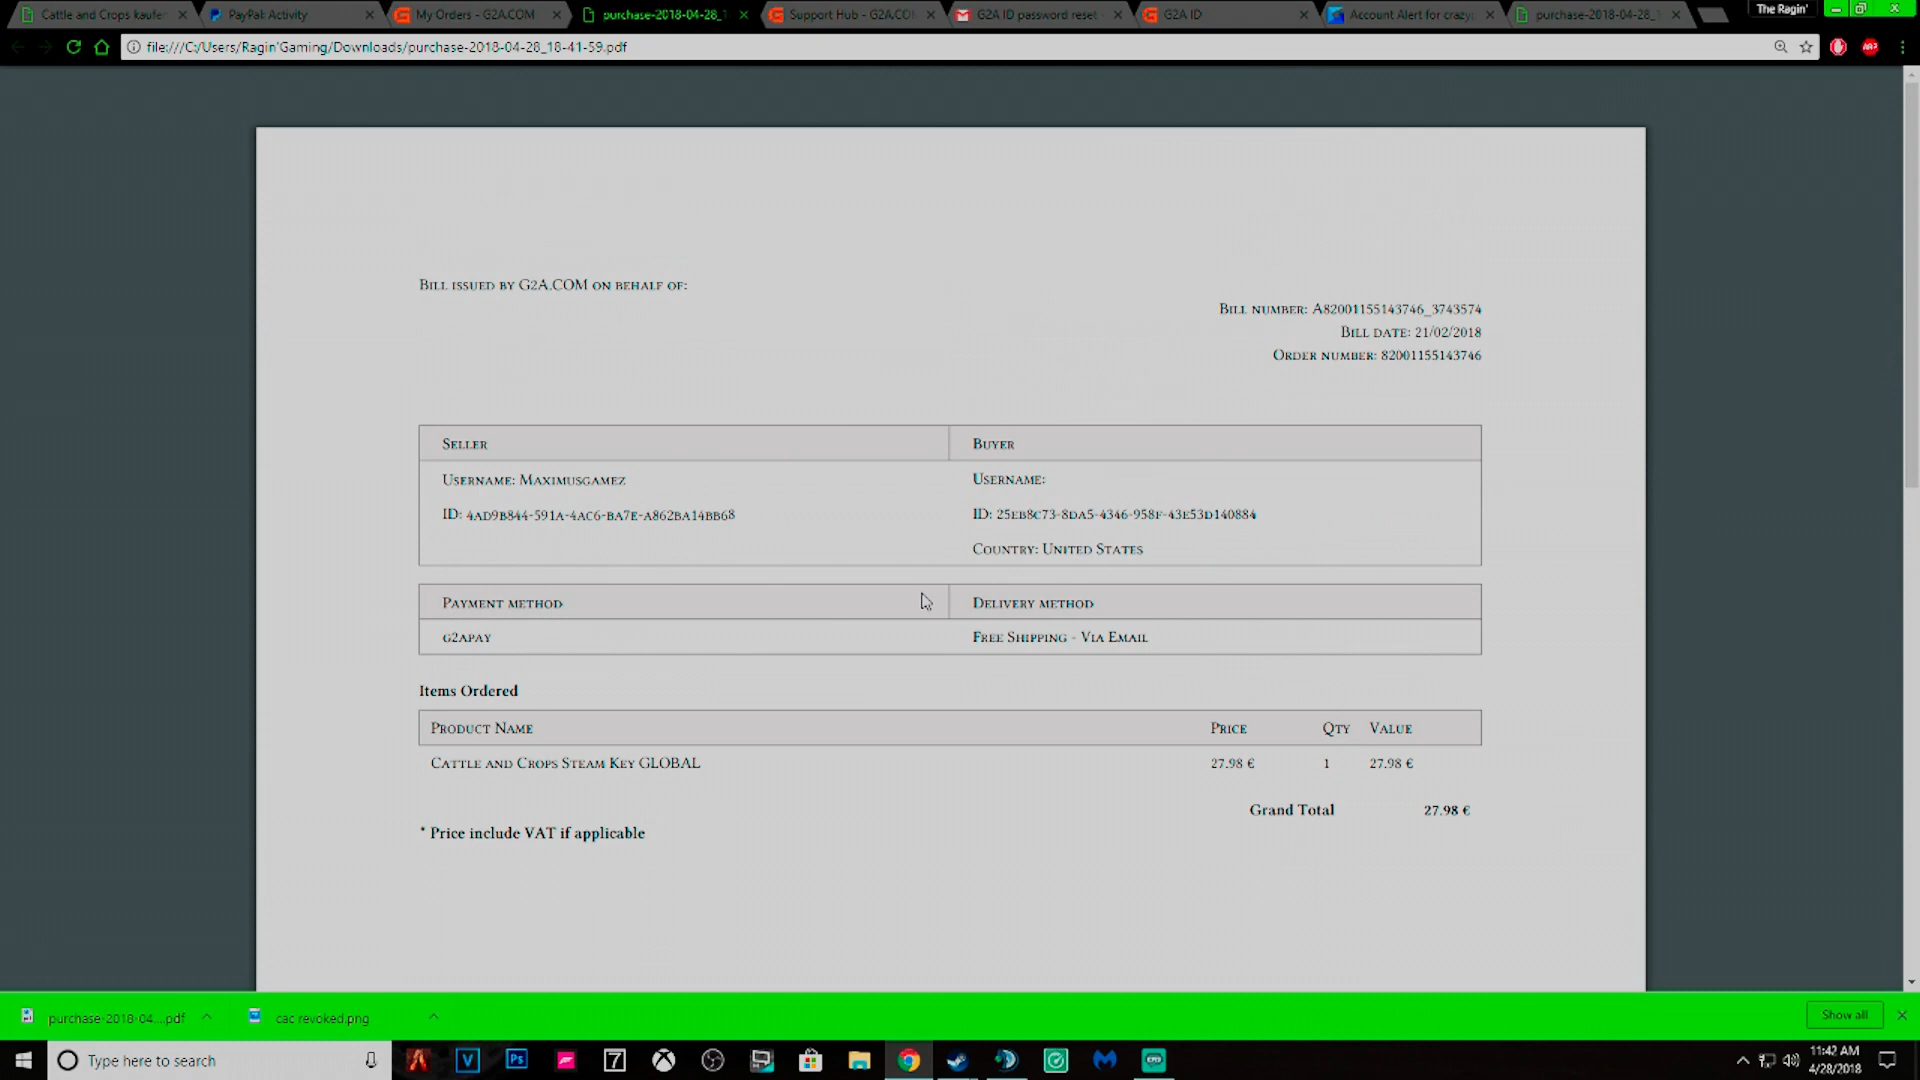 Cattle and Crops kaufen
PayPal: Activity
My Orders - G2A.COM
purchase-2018-04-28_1
Support Hub - G2A.CO
G2A ID password reset -
G2A ID
Account Alert for crazy
purchase-2018-04-28_1
The Ragin'
file:///C:/Users/Ragin'Gaming/Downloads/purchase-2018-04-28_18-41-59.pdf
ABP
Bill issued by G2A.COM on behalf of:
Bill number: A82001155143746_3743574
Bill date: 21/02/2018
Order number: 82001155143746
Seller
Buyer
Username: Maximusgamez
Username:
ID: 4ad9b844-591a-4ac6-ba7e-a862ba14bb68
ID: 25eb8c73-8da5-4346-958f-43e53d140884
Country: United States
Payment method
Delivery method
g2apay
Free Shipping - Via Email
Items Ordered
Product Name
Price
Qty
Value
Cattle and Crops Steam Key GLOBAL
27.98 €
1
27.98 €
Grand Total
27.98 €
* Price include VAT if applicable
purchase-2018-04....pdf
cac revoked.png
Show all
Type here to search
V
Ps
7
11:42 AM
4/28/2018